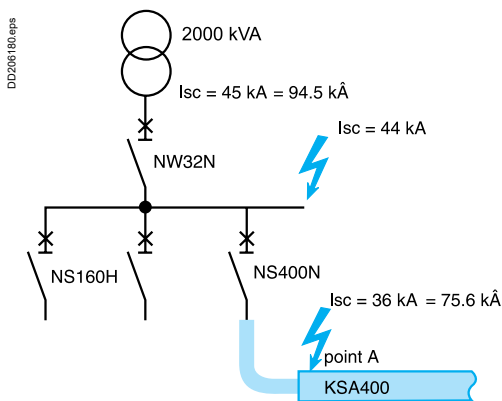 DD206180.eps
2000 kVA
Isc = 45 kA = 94.5 kÂ
Isc = 44 kA
NW32N
NS160H
NS400N
Isc = 36 kA = 75.6 kÂ
point A
KSA400